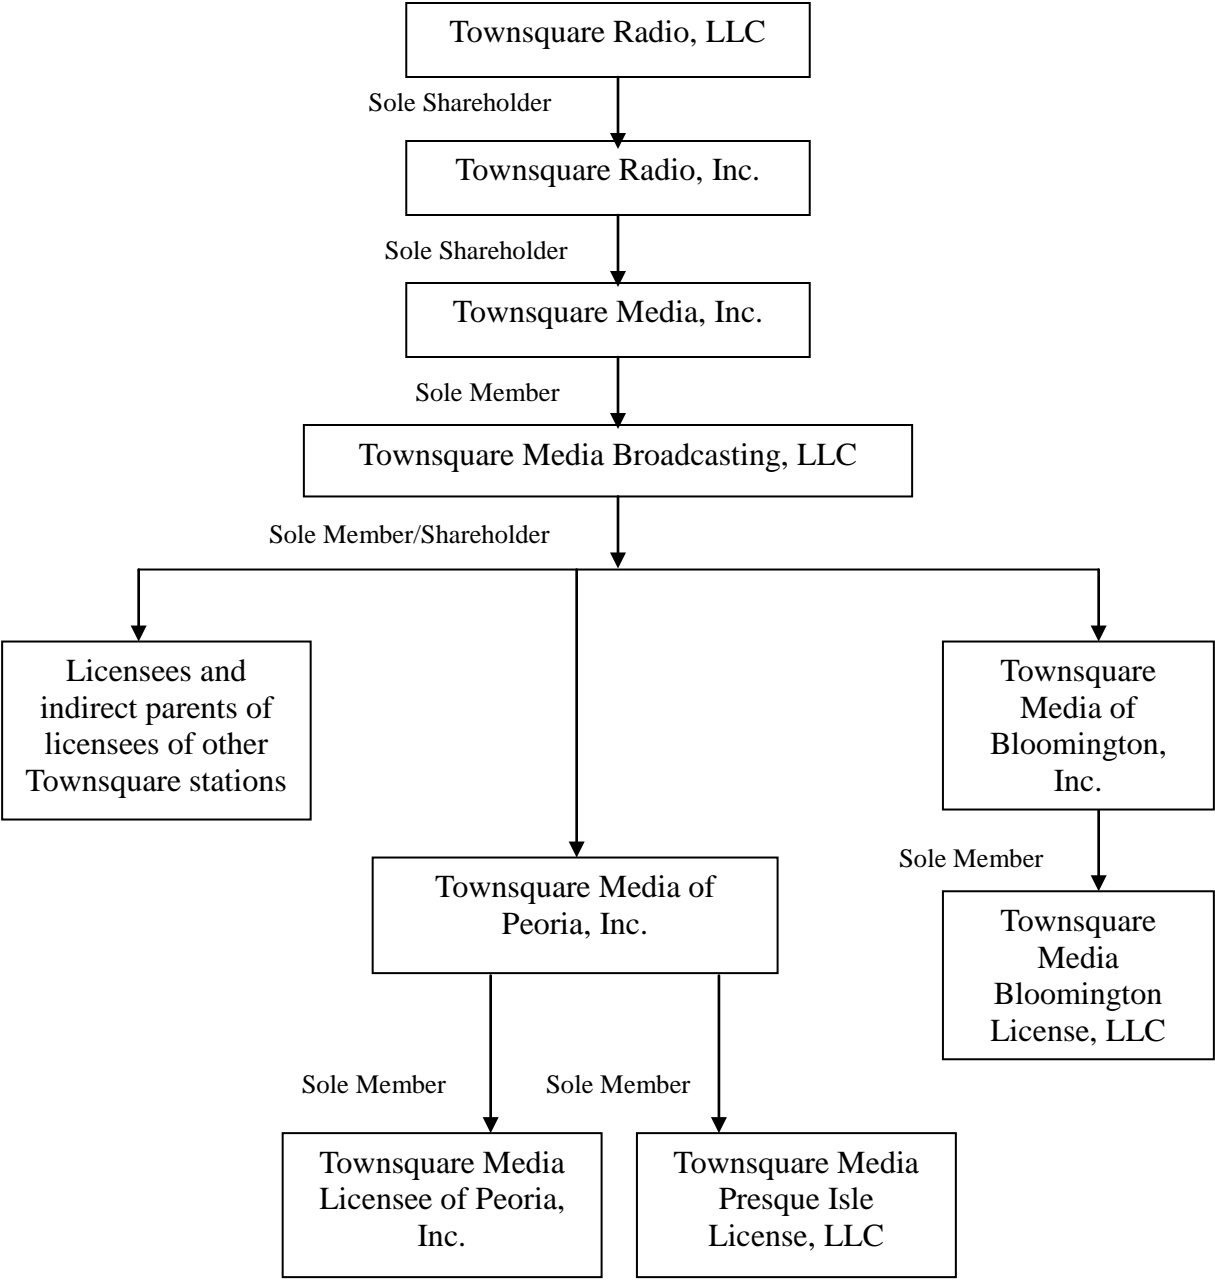 Townsquare Radio, LLC
Sole Shareholder
Townsquare Radio, Inc.
Sole Shareholder
Townsquare Media, Inc.
Sole Member
Townsquare Media Broadcasting, LLC
Sole Member/Shareholder
Licensees and
indirect parents of
licensees of other
Townsquare stations
Townsquare
Media of
Bloomington,
Inc.
Sole Member
Townsquare
Media
Bloomington
License, LLC
Townsquare Media of
Peoria, Inc.
Sole Member
Sole Member
Townsquare Media
Licensee of Peoria,
Inc.
Townsquare Media
Presque Isle
License, LLC